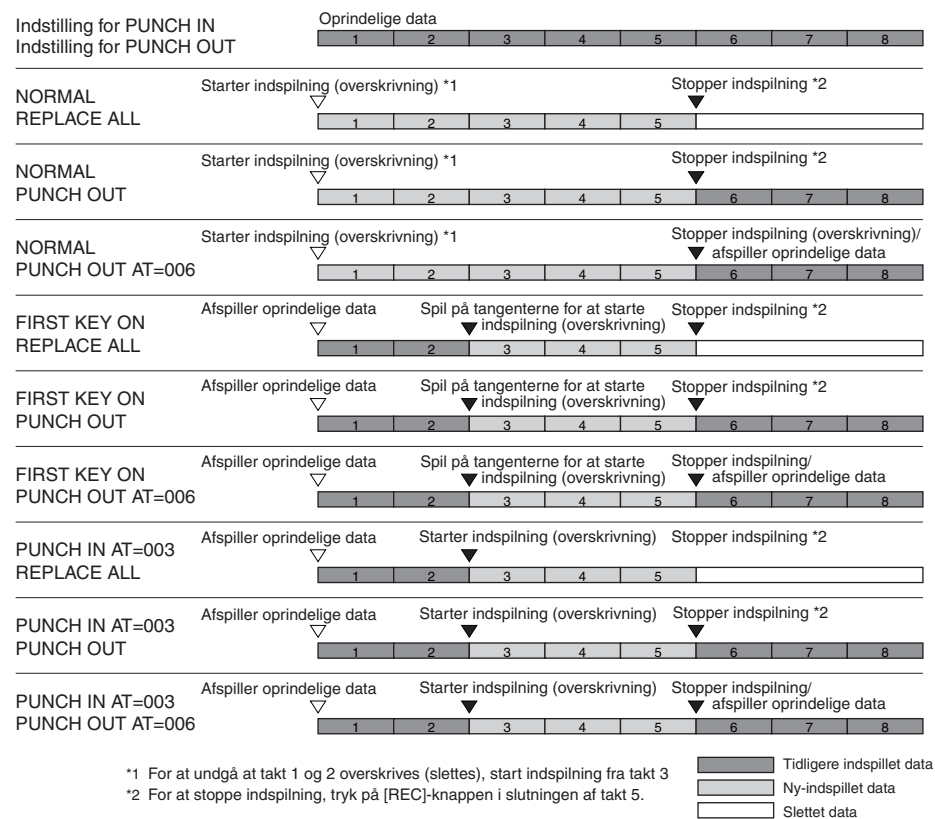 Indstilling for PUNCH IN
Indstilling for PUNCH OUT
Oprindelige data
1 2 3 4 5 6 7 8
NORMAL
REPLACE ALL
Starter indspilning (overskrivning) *1
Stopper indspilning *2
1 2 3 4 5
NORMAL
PUNCH OUT
Starter indspilning (overskrivning) *1
Stopper indspilning *2
1 2 3 4 5 6 7 8
NORMAL
PUNCH OUT AT=006
Starter indspilning (overskrivning) *1
Stopper indspilning (overskrivning)/
afspiller oprindelige data
1 2 3 4 5 6 7 8
FIRST KEY ON
REPLACE ALL
Afspiller oprindelige data
Spil på tangenterne for at starte
indspilning (overskrivning)
Stopper indspilning *2
1 2 3 4 5
FIRST KEY ON
PUNCH OUT
Afspiller oprindelige data
Spil på tangenterne for at starte
indspilning (overskrivning)
Stopper indspilning *2
1 2 3 4 5 6 7 8
FIRST KEY ON
PUNCH OUT AT=006
Afspiller oprindelige data
Spil på tangenterne for at starte
indspilning (overskrivning)
Stopper indspilning/
afspiller oprindelige data
1 2 3 4 5 6 7 8
PUNCH IN AT=003
REPLACE ALL
Afspiller oprindelige data
Starter indspilning (overskrivning)
Stopper indspilning *2
1 2 3 4 5
PUNCH IN AT=003
PUNCH OUT
Afspiller oprindelige data
Starter indspilning (overskrivning)
Stopper indspilning *2
1 2 3 4 5 6 7 8
PUNCH IN AT=003
PUNCH OUT AT=006
Afspiller oprindelige data
Starter indspilning (overskrivning)
Stopper indspilning/
afspiller oprindelige data
1 2 3 4 5 6 7 8
*1 For at undgå at takt 1 og 2 overskrives (slettes), start indspilning fra takt 3
*2 For at stoppe indspilning, tryk på [REC]-knappen i slutningen af takt 5.
Tidligere indspillet data
Ny-indspillet data
Slettet data